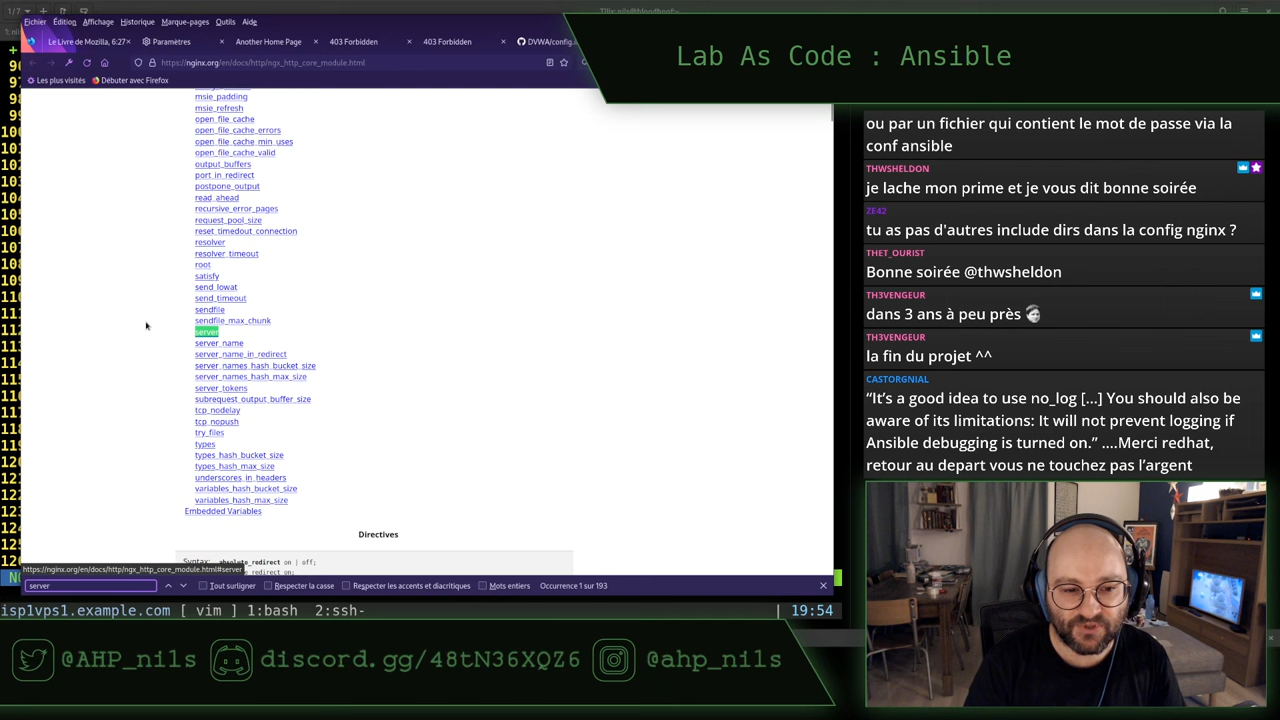 1/7
Tilix: nils@bloodhoof:~
Fichier Édition Affichage Historique Marque-pages Outils Aide
Le Livre de Mozilla, 6:27
Paramètres
Another Home Page
403 Forbidden
403 Forbidden
DVWA/config.
https://nginx.org/en/docs/http/ngx_http_core_module.html
Les plus visités
Débuter avec Firefox
Lab As Code : Ansible
msie_padding
msie_refresh
open_file_cache
open_file_cache_errors
open_file_cache_min_uses
open_file_cache_valid
output_buffers
port_in_redirect
postpone_output
read_ahead
recursive_error_pages
request_pool_size
reset_timedout_connection
resolver
resolver_timeout
root
satisfy
send_lowat
send_timeout
sendfile
sendfile_max_chunk
server
server_name
server_name_in_redirect
server_names_hash_bucket_size
server_names_hash_max_size
server_tokens
subrequest_output_buffer_size
tcp_nodelay
tcp_nopush
try_files
types
types_hash_bucket_size
types_hash_max_size
underscores_in_headers
variables_hash_bucket_size
variables_hash_max_size
Embedded Variables
Directives
Syntax: absolute_redirect on | off;
https://nginx.org/en/docs/http/ngx_http_core_module.html#server
server
Tout surligner
Respecter la casse
Respecter les accents et diacritiques
Mots entiers
Occurrence 1 sur 193
isp1vps1.example.com [ vim ] 1:bash 2:ssh-
| 19:54
ou par un fichier qui contient le mot de passe via la
conf ansible
THWSHELDON
je lache mon prime et je vous dit bonne soirée
ZE42
tu as pas d'autres include dirs dans la config nginx ?
THET_OURIST
Bonne soirée @thwsheldon
TH3VENGEUR
dans 3 ans à peu près
TH3VENGEUR
la fin du projet ^^
CASTORGNIAL
“It’s a good idea to use no_log [...] You should also be
aware of its limitations: It will not prevent logging if
Ansible debugging is turned on.” ....Merci redhat,
retour au depart vous ne touchez pas l’argent
@AHP_nils
discord.gg/48tN36XQZ6
@ahp_nils